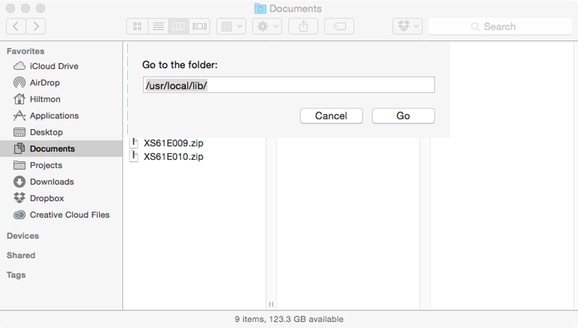 Documents
Search
Favorites
iCloud Drive
AirDrop
Hiltmon
Applications
Desktop
Documents
Projects
Downloads
Dropbox
Creative Cloud Files
Devices
Shared
Tags
Go to the folder:
/usr/local/lib/
Cancel Go
XS61E009.zip
XS61E010.zip
9 items, 123.3 GB available